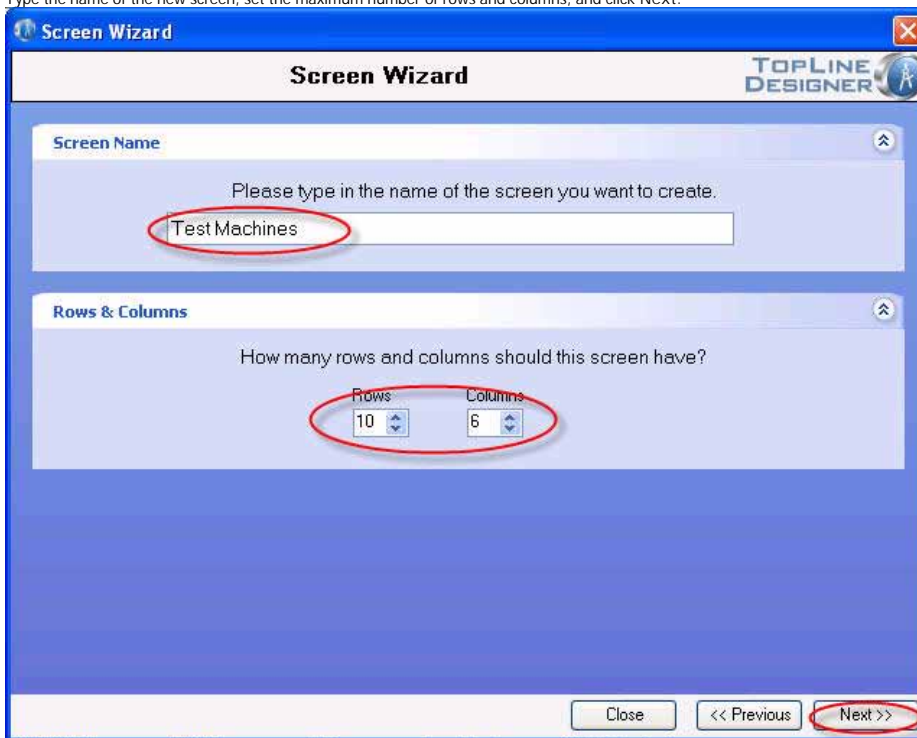 Type the name of the new screen, set the maximum number of rows and columns, and click Next.
Screen Wizard
Screen Wizard
TOPLINE
DESIGNER
Screen Name
Please type in the name of the screen you want to create.
Test Machines
Rows & Columns
How many rows and columns should this screen have?
Rows Columns
10 6
Close << Previous Next >>